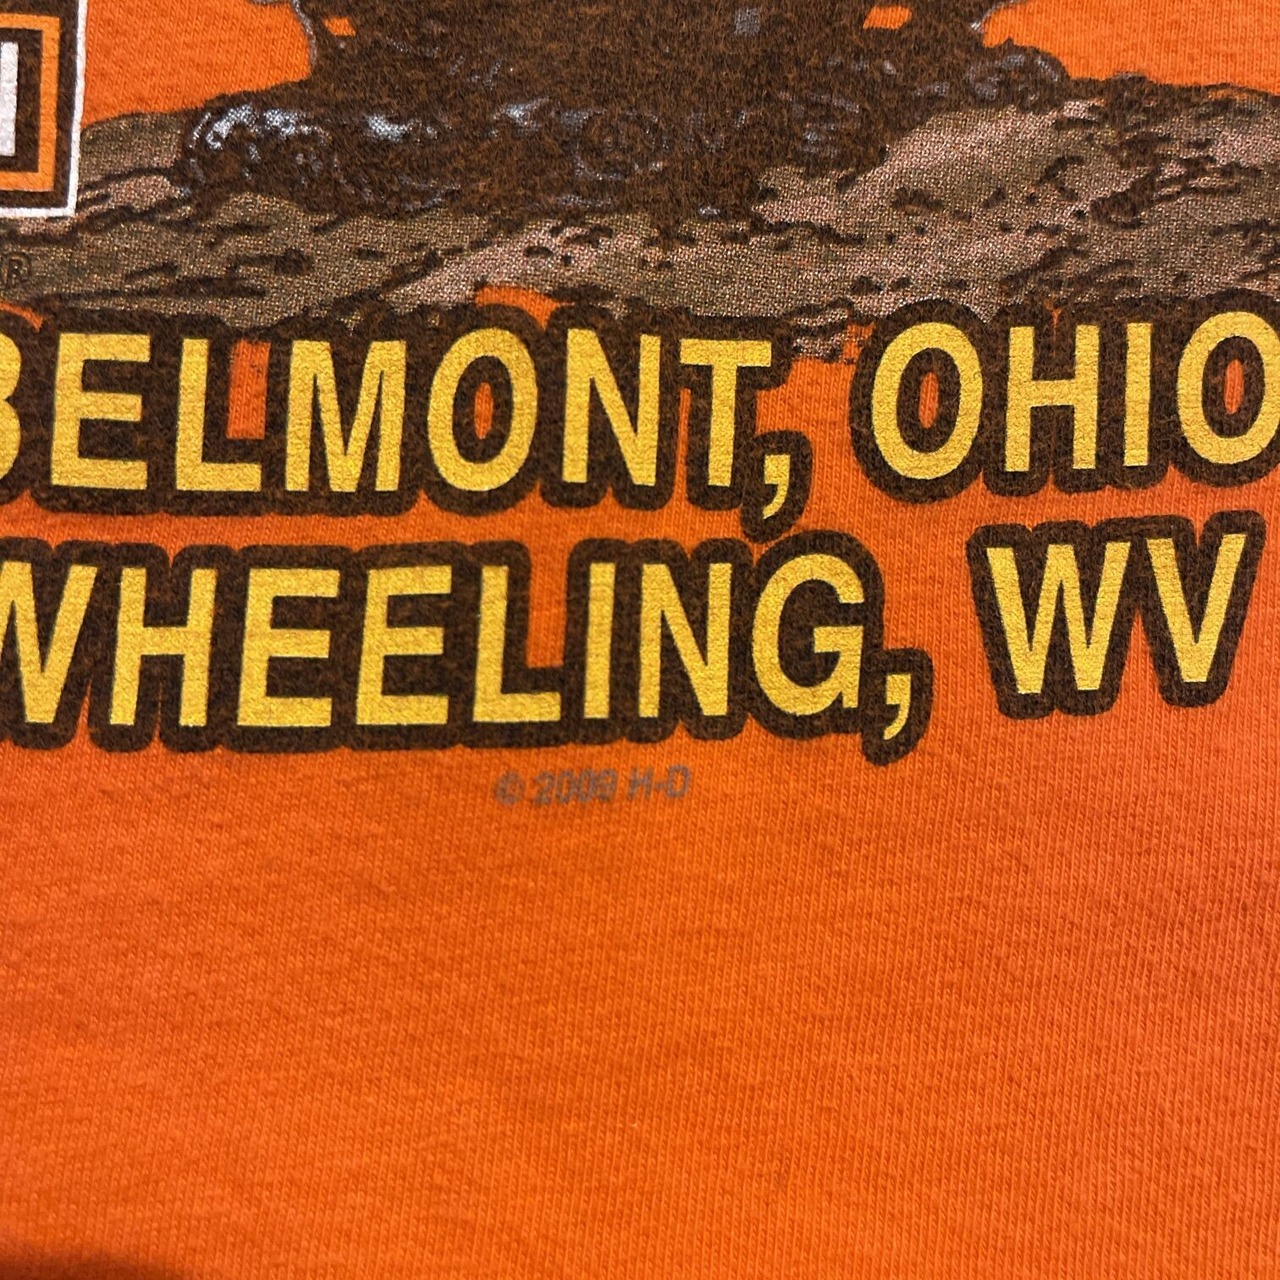 ®
BELMONT, OHIO
WHEELING, WV
© 2009 H-D